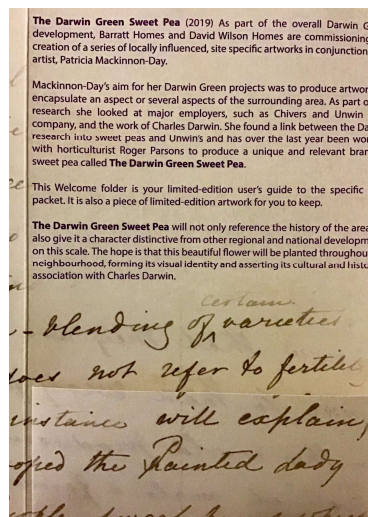 The Darwin Green Sweet Pea (2019) As part of the overall Darwin G
development, Barratt Homes and David Wilson Homes are commissioning
creation of a series of locally influenced, site specific artworks in conjunction
artist, Patricia Mackinnon-Day.
Mackinnon-Day's aim for her Darwin Green projects was to produce artwor
encapsulate an aspect or several aspects of the surrounding area. As part o
research she looked at major employers, such as Chivers and Unwin
company, and the work of Charles Darwin. She found a link between the Da
research into sweet peas and Unwin's and has over the last year been wor
with horticulturist Roger Parsons to produce a unique and relevant bran
sweet pea called The Darwin Green Sweet Pea.
This Welcome folder is your limited-edition user's guide to the specific
packet. It is also a piece of limited-edition artwork for you to keep.
The Darwin Green Sweet Pea will not only reference the history of the area
also give it a character distinctive from other regional and national developm
on this scale. The hope is that this beautiful flower will be planted throughou
neighbourhood, forming its visual identity and asserting its cultural and histo
association with Charles Darwin.
certain
- blending of varieties
does not refer to fertilit
instance will explain,
oped the Painted Lady